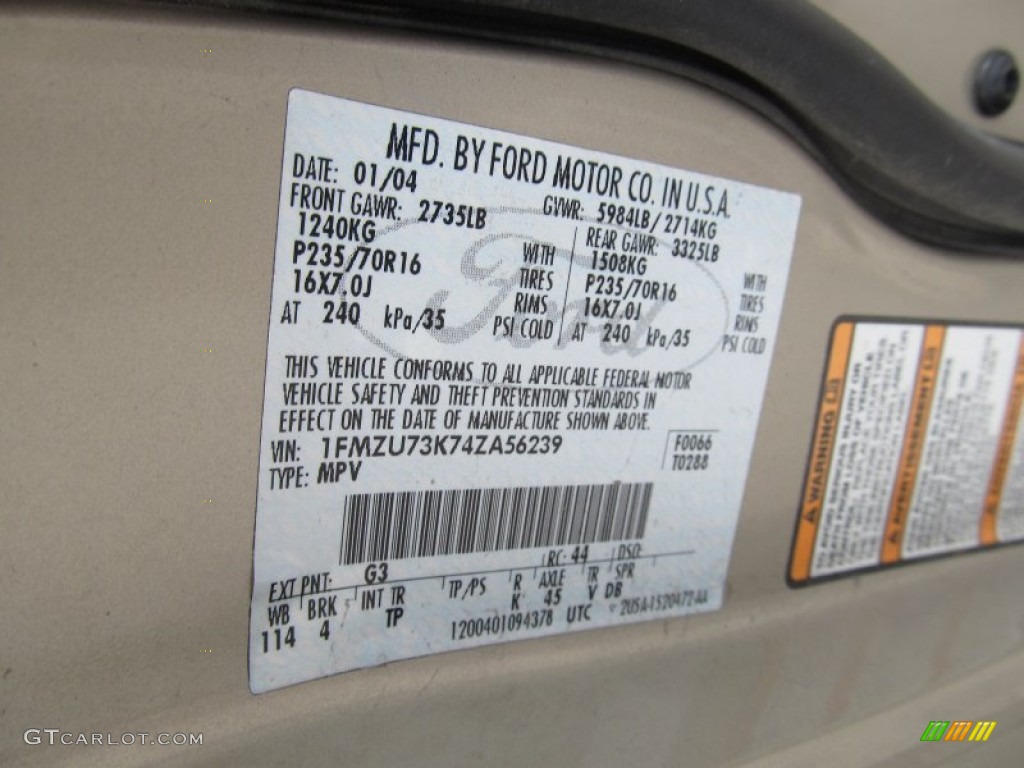 MFD. BY FORD MOTOR CO. IN U.S.A.
DATE: 01/04 GVWR: 5984LB/ 2714KG
FRONT GAWR: 2735LB REAR GAWR: 3325LB
1240KG WITH 1508KG WITH
P235/70R16 TIRES P235/70R16 TIRES
16X7.0J RIMS 16X7.0J RIMS
AT 240 kPa/35 PSI COLD AT 240 kPa/35 PSI COLD
Ford
THIS VEHICLE CONFORMS TO ALL APPLICABLE FEDERAL MOTOR
VEHICLE SAFETY AND THEFT PREVENTION STANDARDS IN
EFFECT ON THE DATE OF MANUFACTURE SHOWN ABOVE.
VIN: 1FMZU73K74ZA56239 F0066
TYPE: MPV T0288
EXT PNT: G3 RC: 44 DSO:
WB BRK INT TR TP/PS R AXLE TR SPR
114 4 TP K 45 V DB
1200401094378 UTC
WARNING
AVERTISSEMENT
GTCARLOT.COM